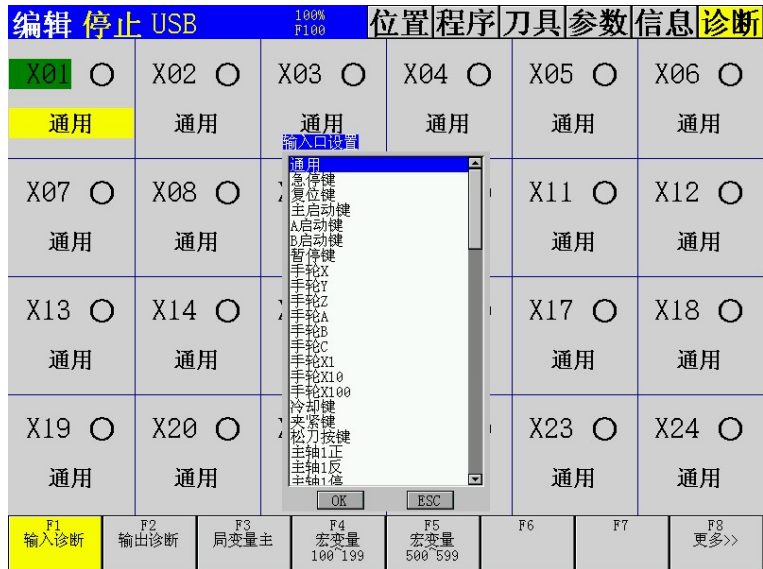 编辑 停止 USB 100% F100 位置 程序 刀具 参数 信息 诊断
X01 X02 X03 X04 X05 X06
通用 通用 通用 通用 通用 通用
输入口设置
通用
急停键
复位键
主启动键
A启动键
B启动键
暂停键
手轮X
手轮Y
手轮Z
手轮A
手轮B
手轮C
手轮X1
手轮X10
手轮X100
冷却键
夹紧键
松刀按键
主轴1正
主轴1反
主轴1停
OK ESC
X07 X08 X11 X12
通用 通用 通用 通用
X13 X14 X17 X18
通用 通用 通用 通用
X19 X20 X23 X24
通用 通用 通用 通用
F1 F2 F3 F4 F5 F6 F7 F8
输入诊断 输出诊断 局变量主 宏变量 宏变量 更多>>
100~199 500~599